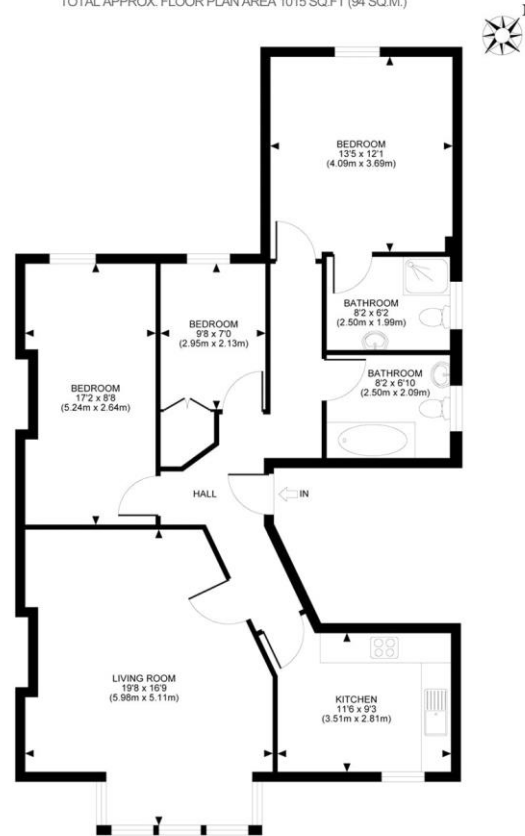 TOTAL APPROX. FLOOR PLAN AREA 1015 SQ.FT (94 SQ.M.)
BEDROOM
13'5 x 12'1
(4.09m x 3.69m)
BATHROOM
8'2 x 6'2
(2.50m x 1.99m)
BEDROOM
9'8 x 7'0
(2.95m x 2.13m)
BEDROOM
17'2 x 8'8
(5.24m x 2.64m)
BATHROOM
8'2 x 6'10
(2.50m x 2.09m)
HALL
IN
LIVING ROOM
19'8 x 16'9
(5.98m x 5.11m)
KITCHEN
11'6 x 9'3
(3.51m x 2.81m)